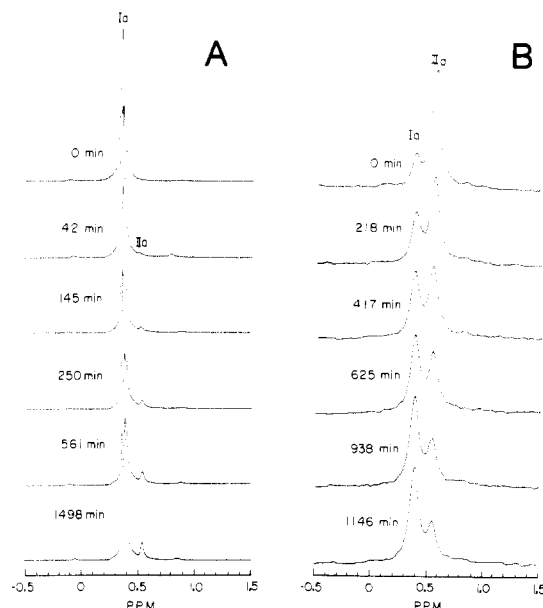 Ia
A
0 min
42 min
IIa
145 min
250 min
561 min
1498 min
-0.5 0 0.5 1.0 1.5
PPM
B
IIa
Ia
0 min
218 min
417 min
625 min
938 min
1146 min
-0.5 0 0.5 1.0 1.5
PPM